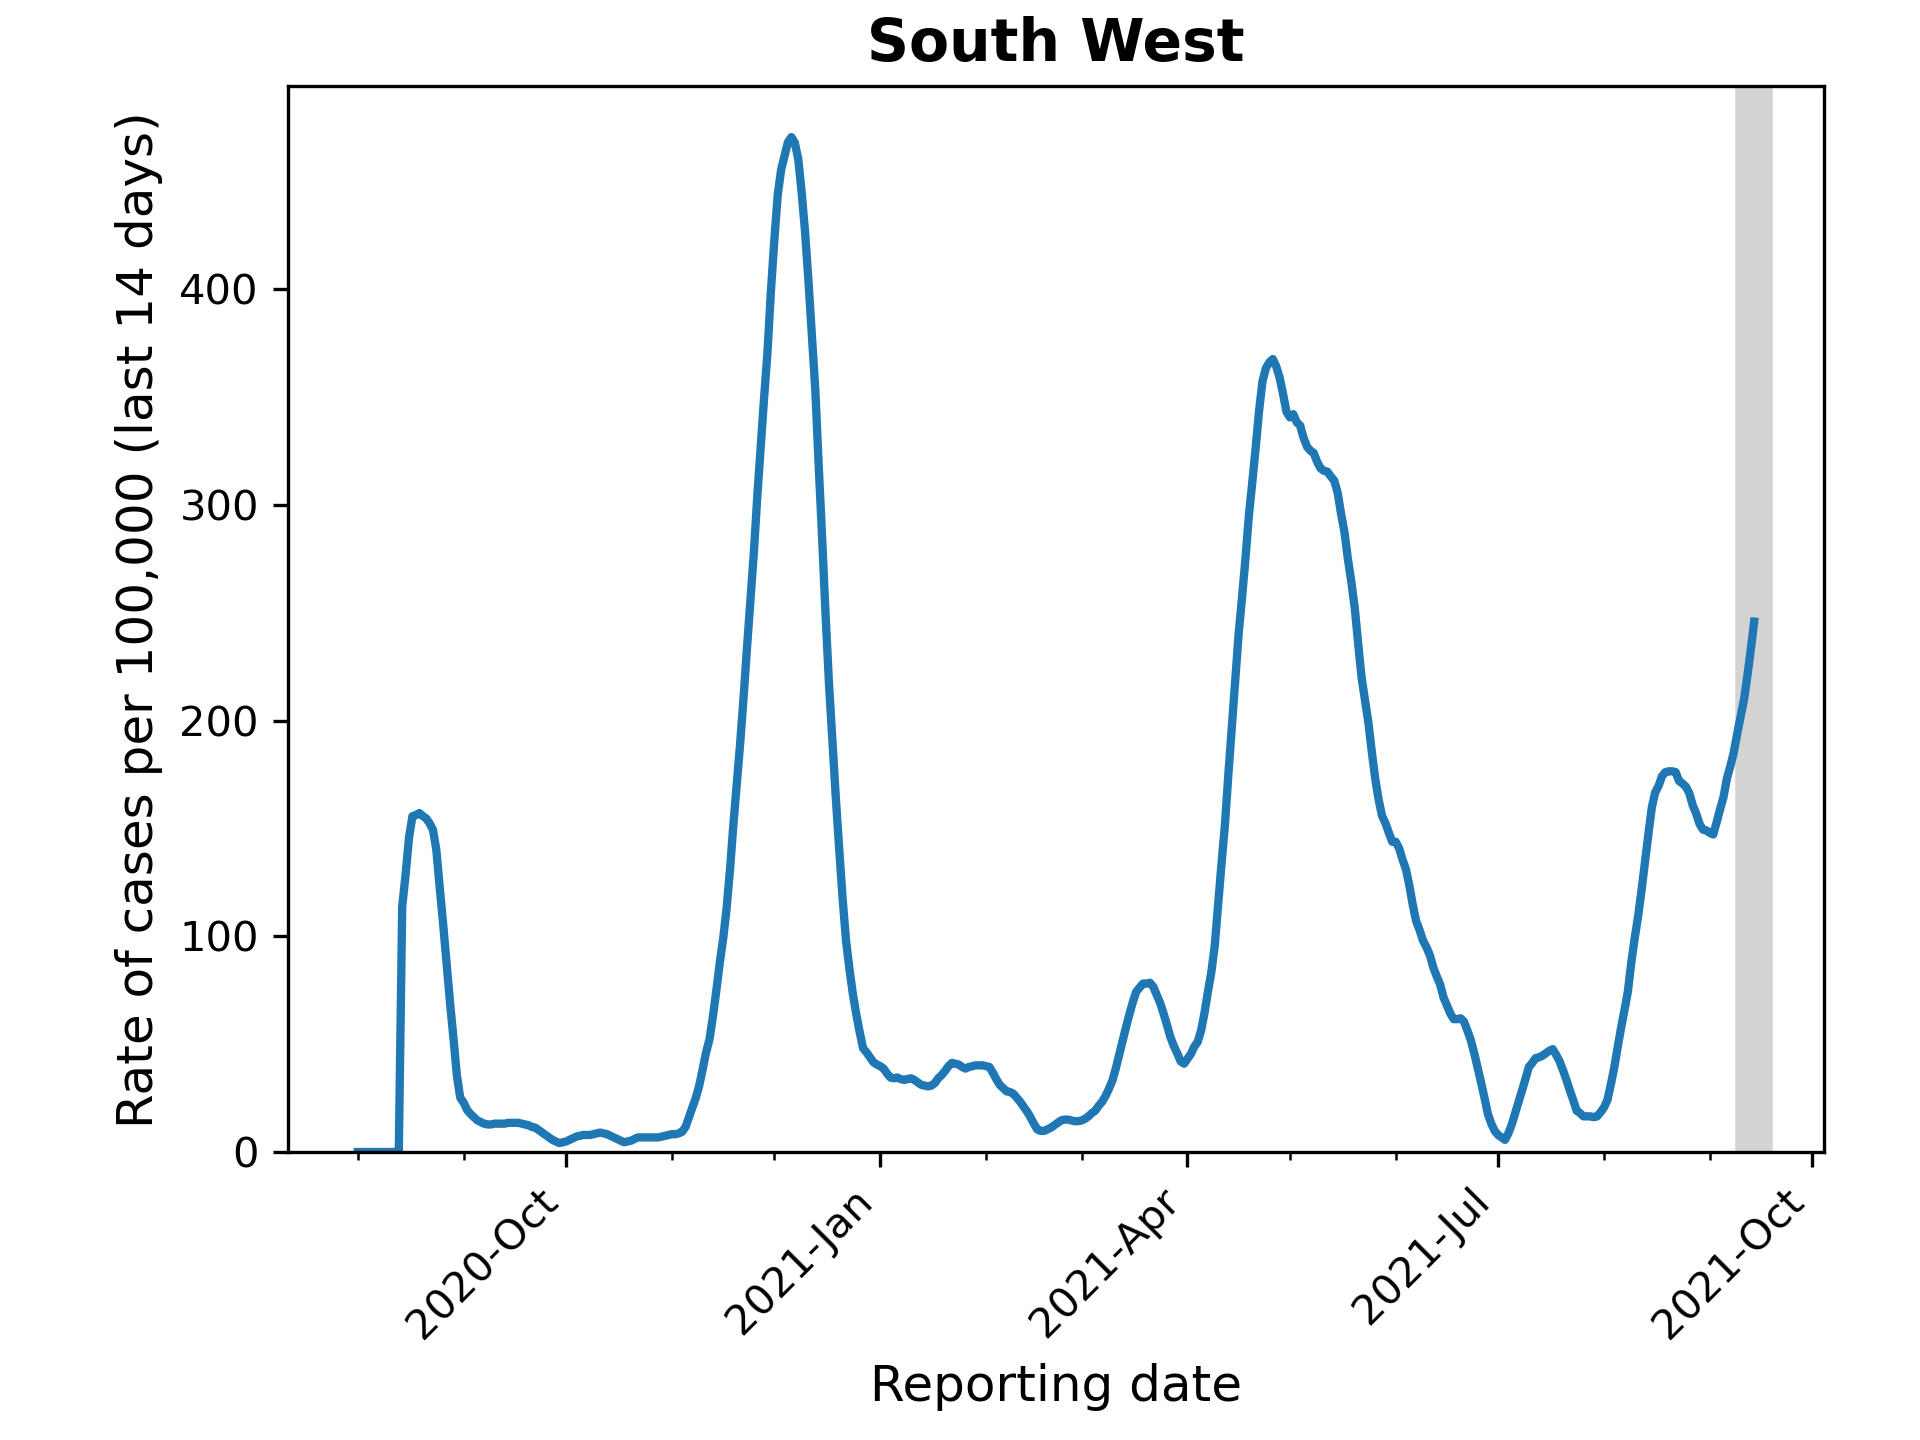 South West
Rate of cases per 100,000 (last 14 days)
400
300
200
100
0
2020-Oct
2021-Jan
2021-Apr
2021-Jul
2021-Oct
Reporting date